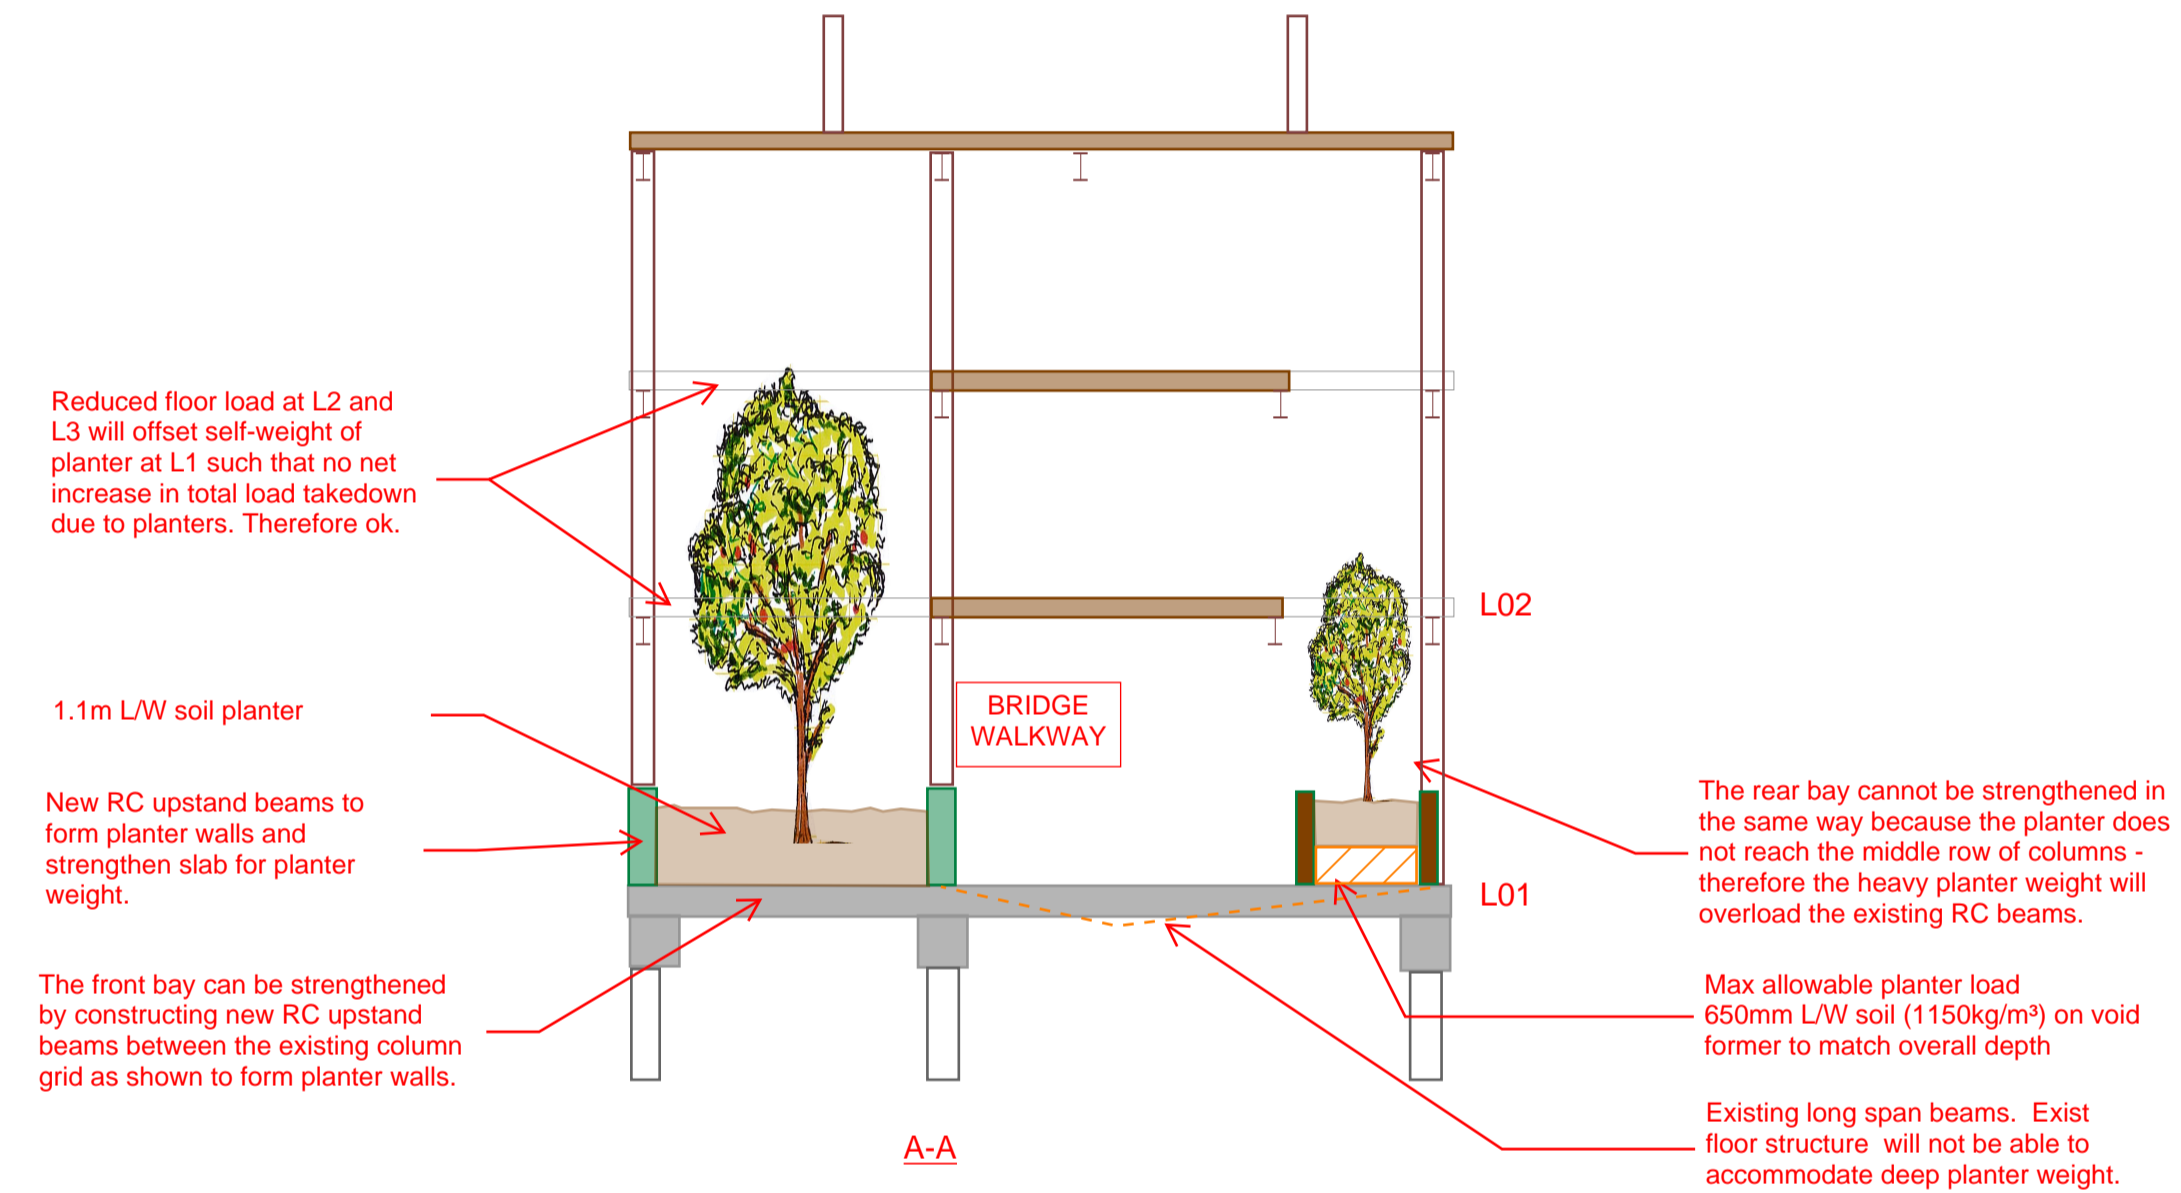 Reduced floor load at L2 and
L3 will offset self-weight of
planter at L1 such that no net
increase in total load takedown
due to planters. Therefore ok.
L02
1.1m L/W soil planter
BRIDGE
WALKWAY
New RC upstand beams to
form planter walls and
strengthen slab for planter
weight.
The rear bay cannot be strengthened in
the same way because the planter does
not reach the middle row of columns -
therefore the heavy planter weight will
overload the existing RC beams.
L01
The front bay can be strengthened
by constructing new RC upstand
beams between the existing column
grid as shown to form planter walls.
Max allowable planter load
650mm L/W soil (1150kg/m³) on void
former to match overall depth
Existing long span beams.  Exist
floor structure  will not be able to
accommodate deep planter weight.
A-A